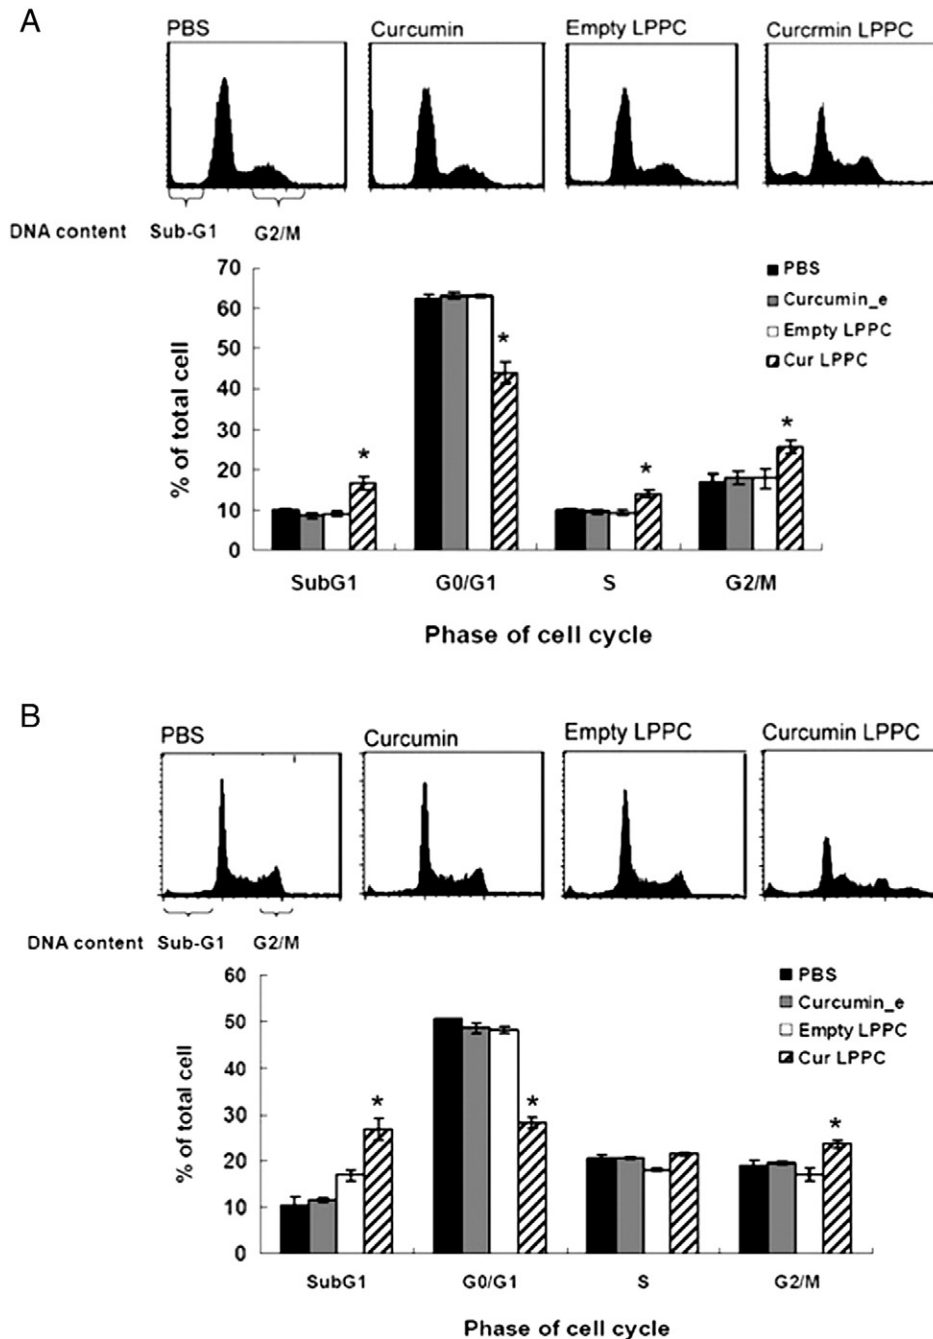 A
PBS
Curcumin
Empty LPPC
Curcrmin LPPC
DNA content Sub-G1 G2/M
PBS
Curcumin_e
Empty LPPC
Cur LPPC
% of total cell
70
60
50
40
30
20
10
0
*
*
*
*
SubG1 G0/G1 S G2/M
Phase of cell cycle
B
PBS
Curcumin
Empty LPPC
Curcumin LPPC
DNA content Sub-G1 G2/M
PBS
Curcumin_e
Empty LPPC
Cur LPPC
% of total cell
60
50
40
30
20
10
0
*
*
*
SubG1 G0/G1 S G2/M
Phase of cell cycle